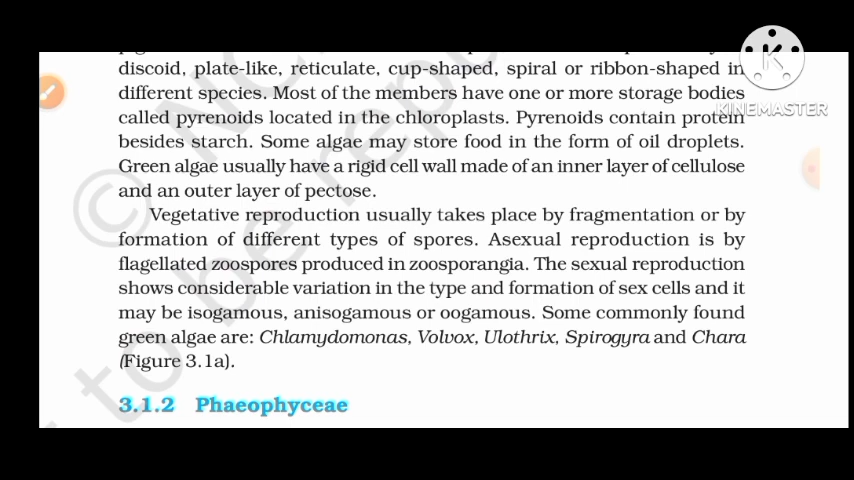 discoid, plate-like, reticulate, cup-shaped, spiral or ribbon-shaped in
different species. Most of the members have one or more storage bodies
called pyrenoids located in the chloroplasts. Pyrenoids contain protein
besides starch. Some algae may store food in the form of oil droplets.
Green algae usually have a rigid cell wall made of an inner layer of cellulose
and an outer layer of pectose.
Vegetative reproduction usually takes place by fragmentation or by
formation of different types of spores. Asexual reproduction is by
flagellated zoospores produced in zoosporangia. The sexual reproduction
shows considerable variation in the type and formation of sex cells and it
may be isogamous, anisogamous or oogamous. Some commonly found
green algae are: Chlamydomonas, Volvox, Ulothrix, Spirogyra and Chara
(Figure 3.1a).
3.1.2 Phaeophyceae
K
KINEMASTER
© NC
to be rep